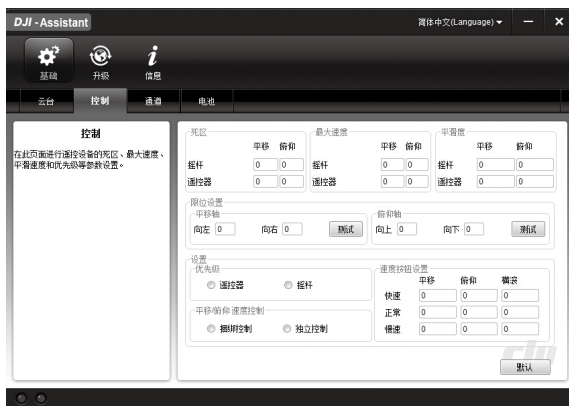 DJI - Assistant 简体中文(Language)
基础 升级 信息
云台 控制 通道 电池
控制
在此页面进行遥控设备的死区、最大速度、
平滑速度和优先级等参数设置。
死区 最大速度 平滑度
平移 俯仰 平移 俯仰 平移 俯仰
摇杆 0 0 摇杆 0 0 摇杆 0 0
遥控器 0 0 遥控器 0 0 遥控器 0 0
限位设置
平移轴 俯仰轴
向左 0 向右 0 测试 向上 0 向下 0 测试
设置
优先级 速度按钮设置
平移 俯仰 横滚
遥控器 摇杆
快速 0 0 0
平移/俯仰 速度控制
正常 0 0 0
捆绑控制 独立控制
慢速 0 0 0
dji
默认